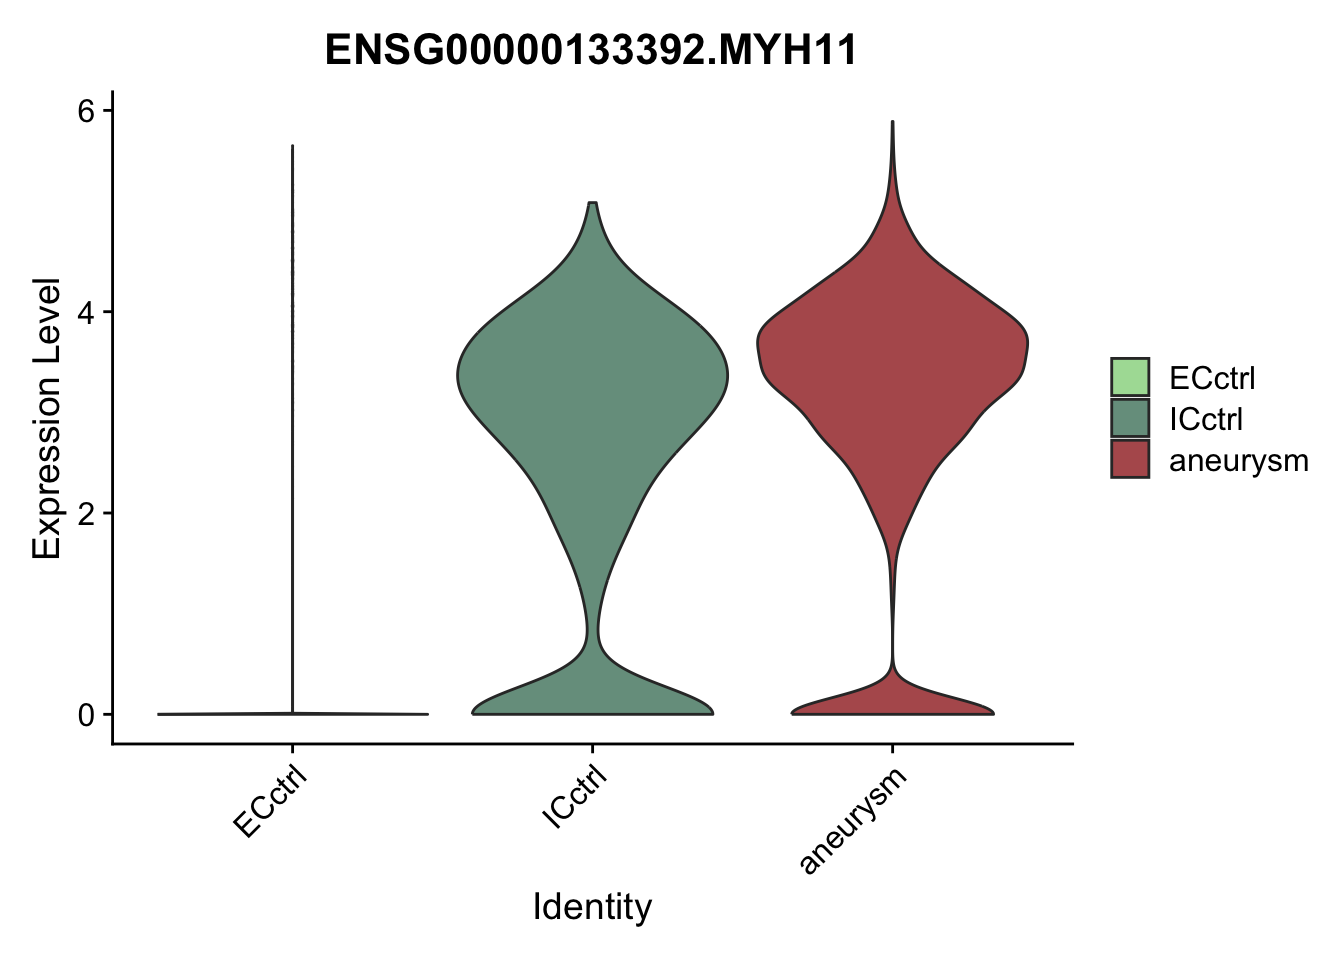 ENSG00000133392.MYH11
6
4
2
0
Expression Level
ECctrl
ICctrl
aneurysm
Identity
ECctrl
ICctrl
aneurysm